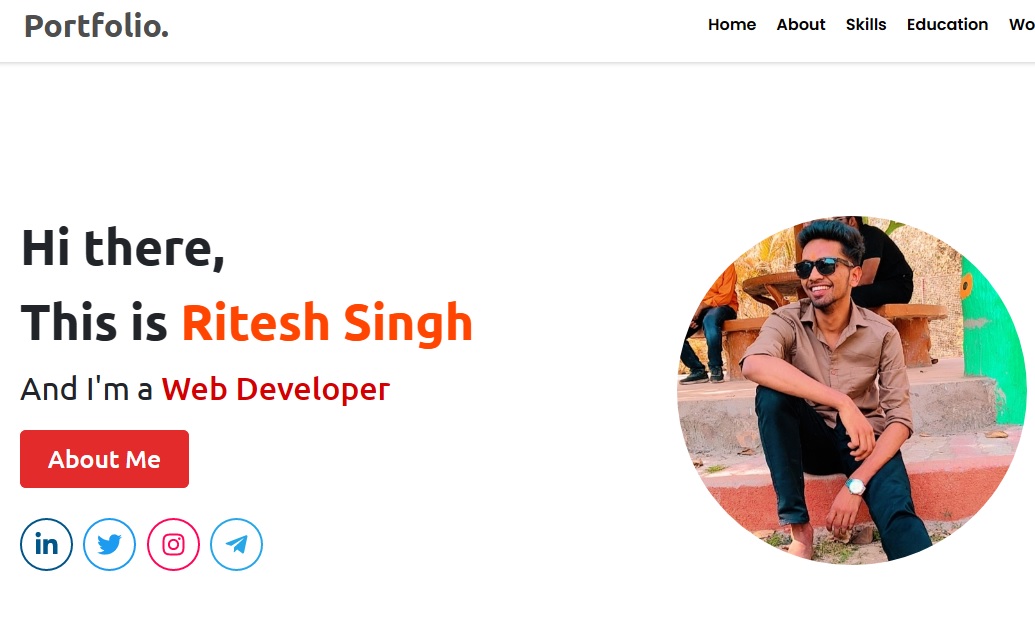 Portfolio.
Home About Skills Education Wo
Hi there,
This is Ritesh Singh
And I'm a Web Developer
About Me
in